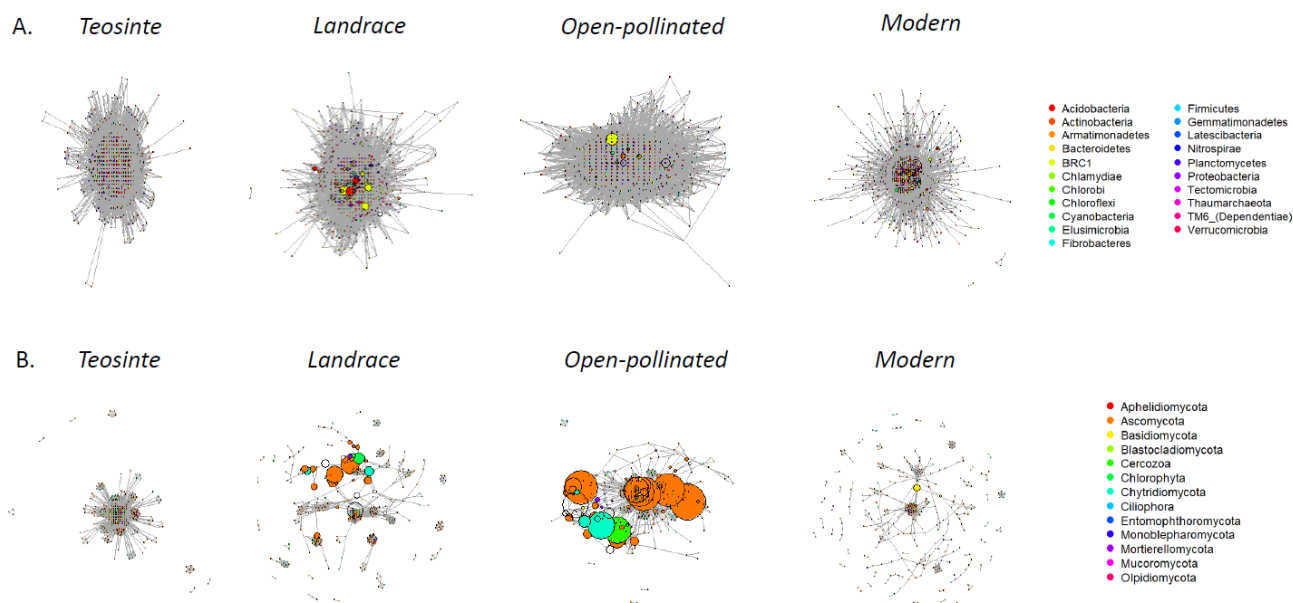 A.
Teosinte
Landrace
Open-pollinated
Modern
Acidobacteria
Actinobacteria
Armatimonadetes
Bacteroidetes
BRC1
Chlamydiae
Chlorobi
Chloroflexi
Cyanobacteria
Elusimicrobia
Fibrobacteres
Firmicutes
Gemmatimonadetes
Latescibacteria
Nitrospirae
Planctomycetes
Proteobacteria
Tectomicrobia
Thaumarchaeota
TM6_(Dependentiae)
Verrucomicrobia
B.
Teosinte
Landrace
Open-pollinated
Modern
Aphelidiomycota
Ascomycota
Basidiomycota
Blastocladiomycota
Cercozoa
Chlorophyta
Chytridiomycota
Ciliophora
Entomophthoromycota
Monoblepharomycota
Mortierellomycota
Mucoromycota
Olpidiomycota